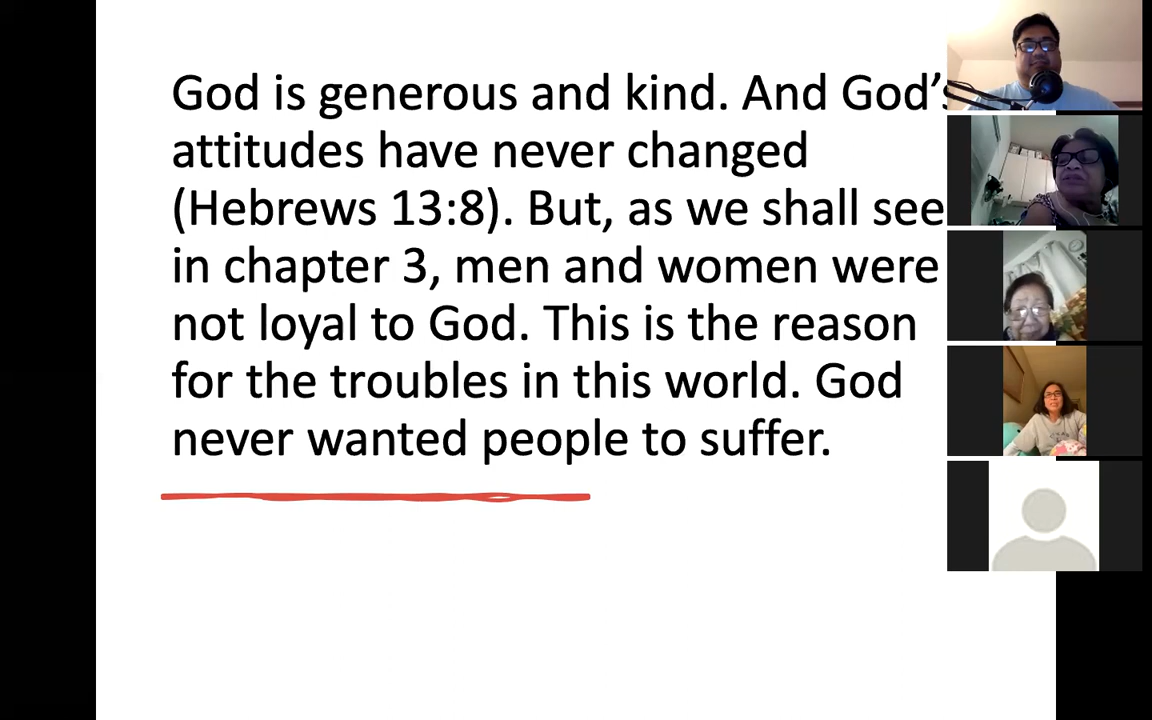 God is generous and kind. And God's
attitudes have never changed
(Hebrews 13:8). But, as we shall see
in chapter 3, men and women were
not loyal to God. This is the reason
for the troubles in this world. God
never wanted people to suffer.